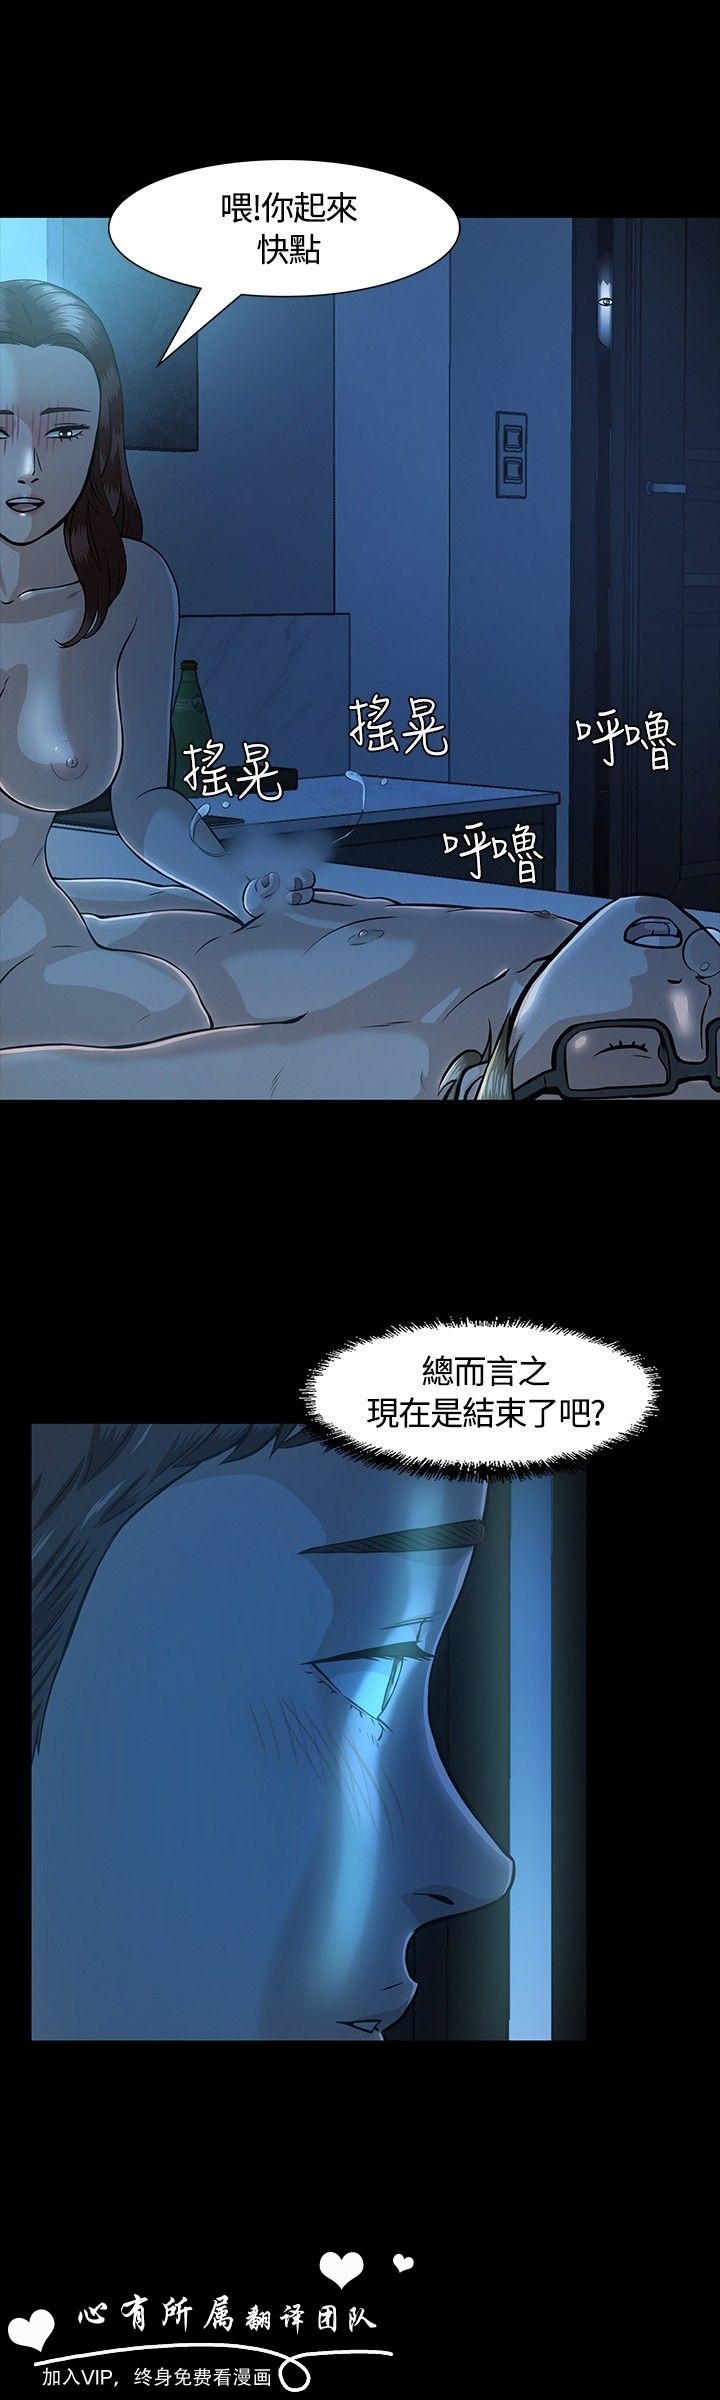 喂!你起來
快點
搖晃
搖晃
呼嚕
呼嚕
總而言之
現在是結束了吧?
心有所属翻译团队
加入VIP，终身免费看漫画